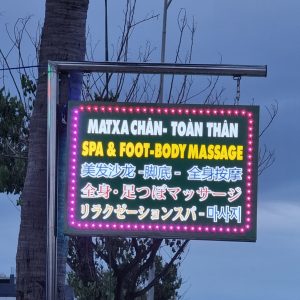 MATXA CHÂN - TOÀN THÂN
SPA & FOOT-BODY MASSAGE
美发沙龙 - 脚底 - 全身按摩
全身・足つぼマッサージ
リラクゼーションスパ - 마사지